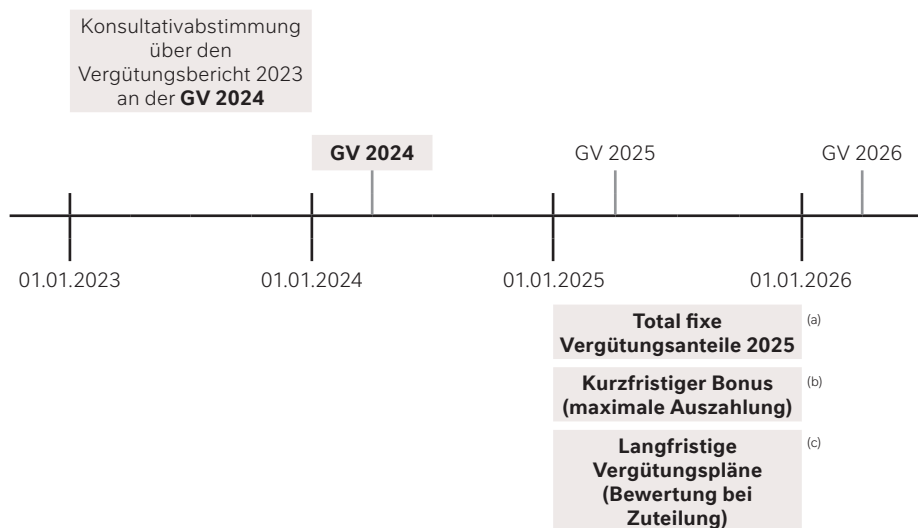 Konsultativabstimmung
über den
Vergütungsbericht 2023
an der GV 2024
GV 2024
GV 2025
GV 2026
01.01.2023
01.01.2024
01.01.2025
01.01.2026
Total fixe
Vergütungsanteile 2025
(a)
Kurzfristiger Bonus
(maximale Auszahlung)
(b)
Langfristige
Vergütungspläne
(Bewertung bei
Zuteilung)
(c)